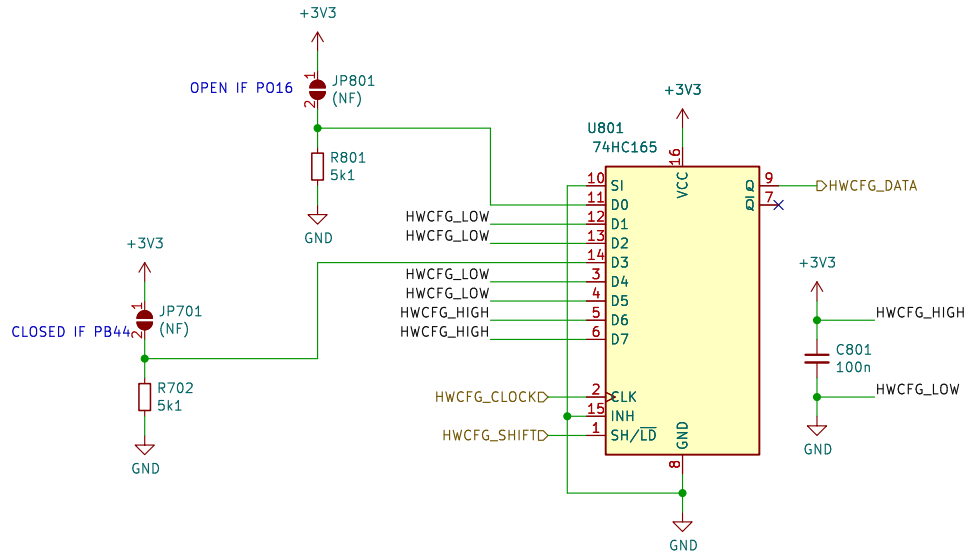 +3V3
OPEN IF PO16
1
2
JP801
(NF)
R801
5k1
GND
+3V3
CLOSED IF PB44
1
2
JP701
(NF)
R702
5k1
GND
+3V3
U801
74HC165
16
VCC
10 SI
11 D0
HWCFG_LOW 12 D1
HWCFG_LOW 13 D2
14 D3
HWCFG_LOW 3 D4
HWCFG_LOW 4 D5
HWCFG_HIGH 5 D6
HWCFG_HIGH 6 D7
HWCFG_CLOCK 2 CLK
15 INH
HWCFG_SHIFT 1 SH/LD
Q 9 HWCFG_DATA
Q 7
GND
8
GND
+3V3
HWCFG_HIGH
C801
100n
HWCFG_LOW
GND